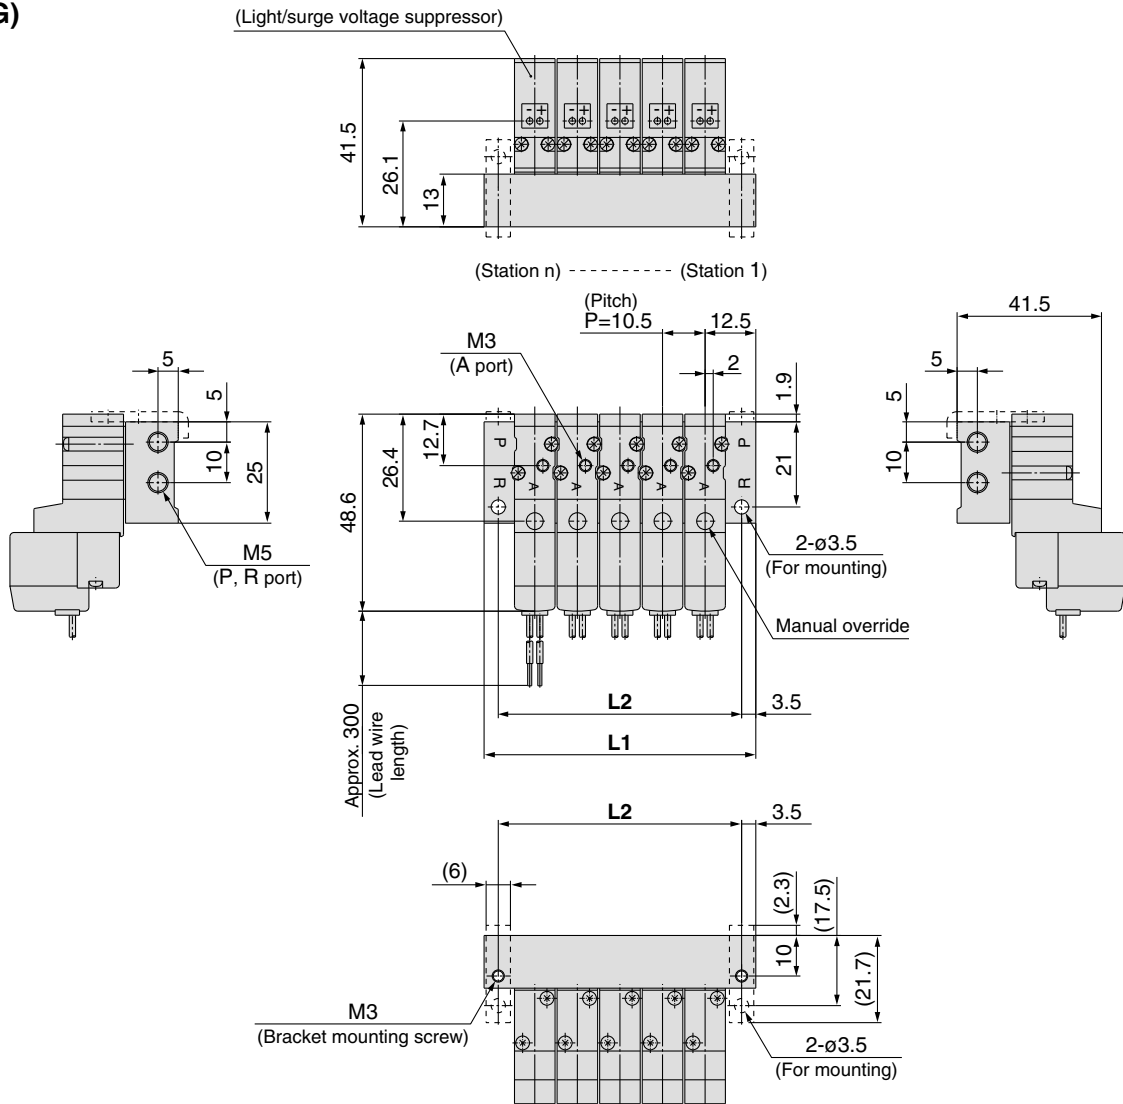 G)
(Light/surge voltage suppressor)
- + - + - + - + - +
41.5
26.1
13
(Station n) - - - - - - - - - - (Station 1)
(Pitch)
P=10.5
12.5
41.5
M3
(A port)
2
1.9
5
5
5
5
12.7
26.4
48.6
10
25
P
R
A A A A A
P
R
21
10
M5
(P, R port)
2-ø3.5
(For mounting)
Manual override
Approx. 300
(Lead wire
length)
L2
3.5
L1
L2
3.5
(6)
(2.3)
(17.5)
10
(21.7)
M3
(Bracket mounting screw)
2-ø3.5
(For mounting)